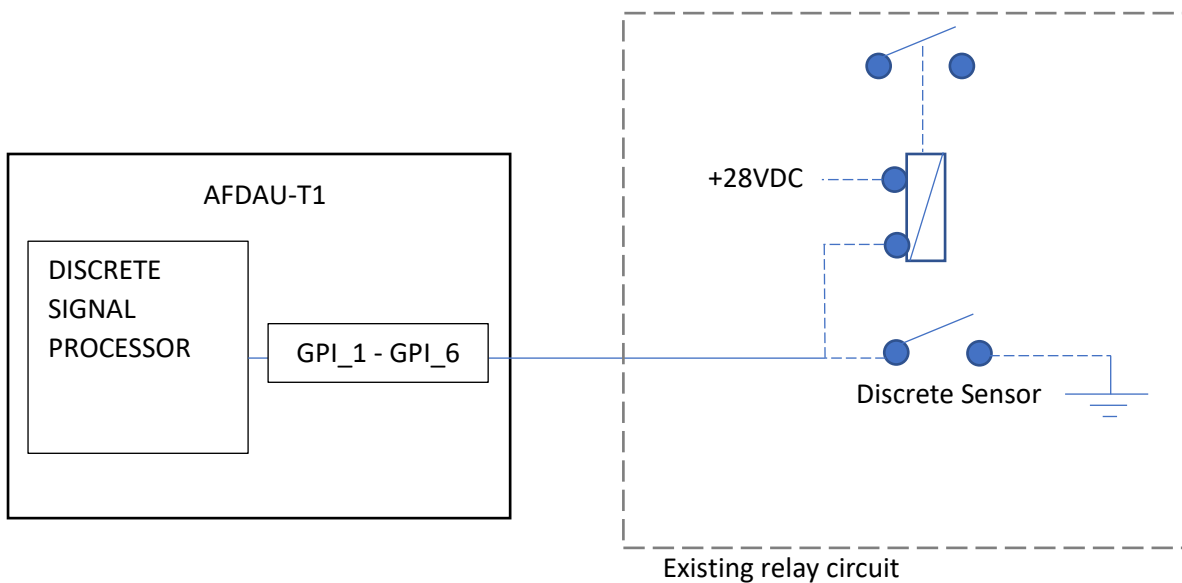 AFDAU-T1
DISCRETE
SIGNAL
PROCESSOR
GPI_1 - GPI_6
+28VDC
Discrete Sensor
Existing relay circuit